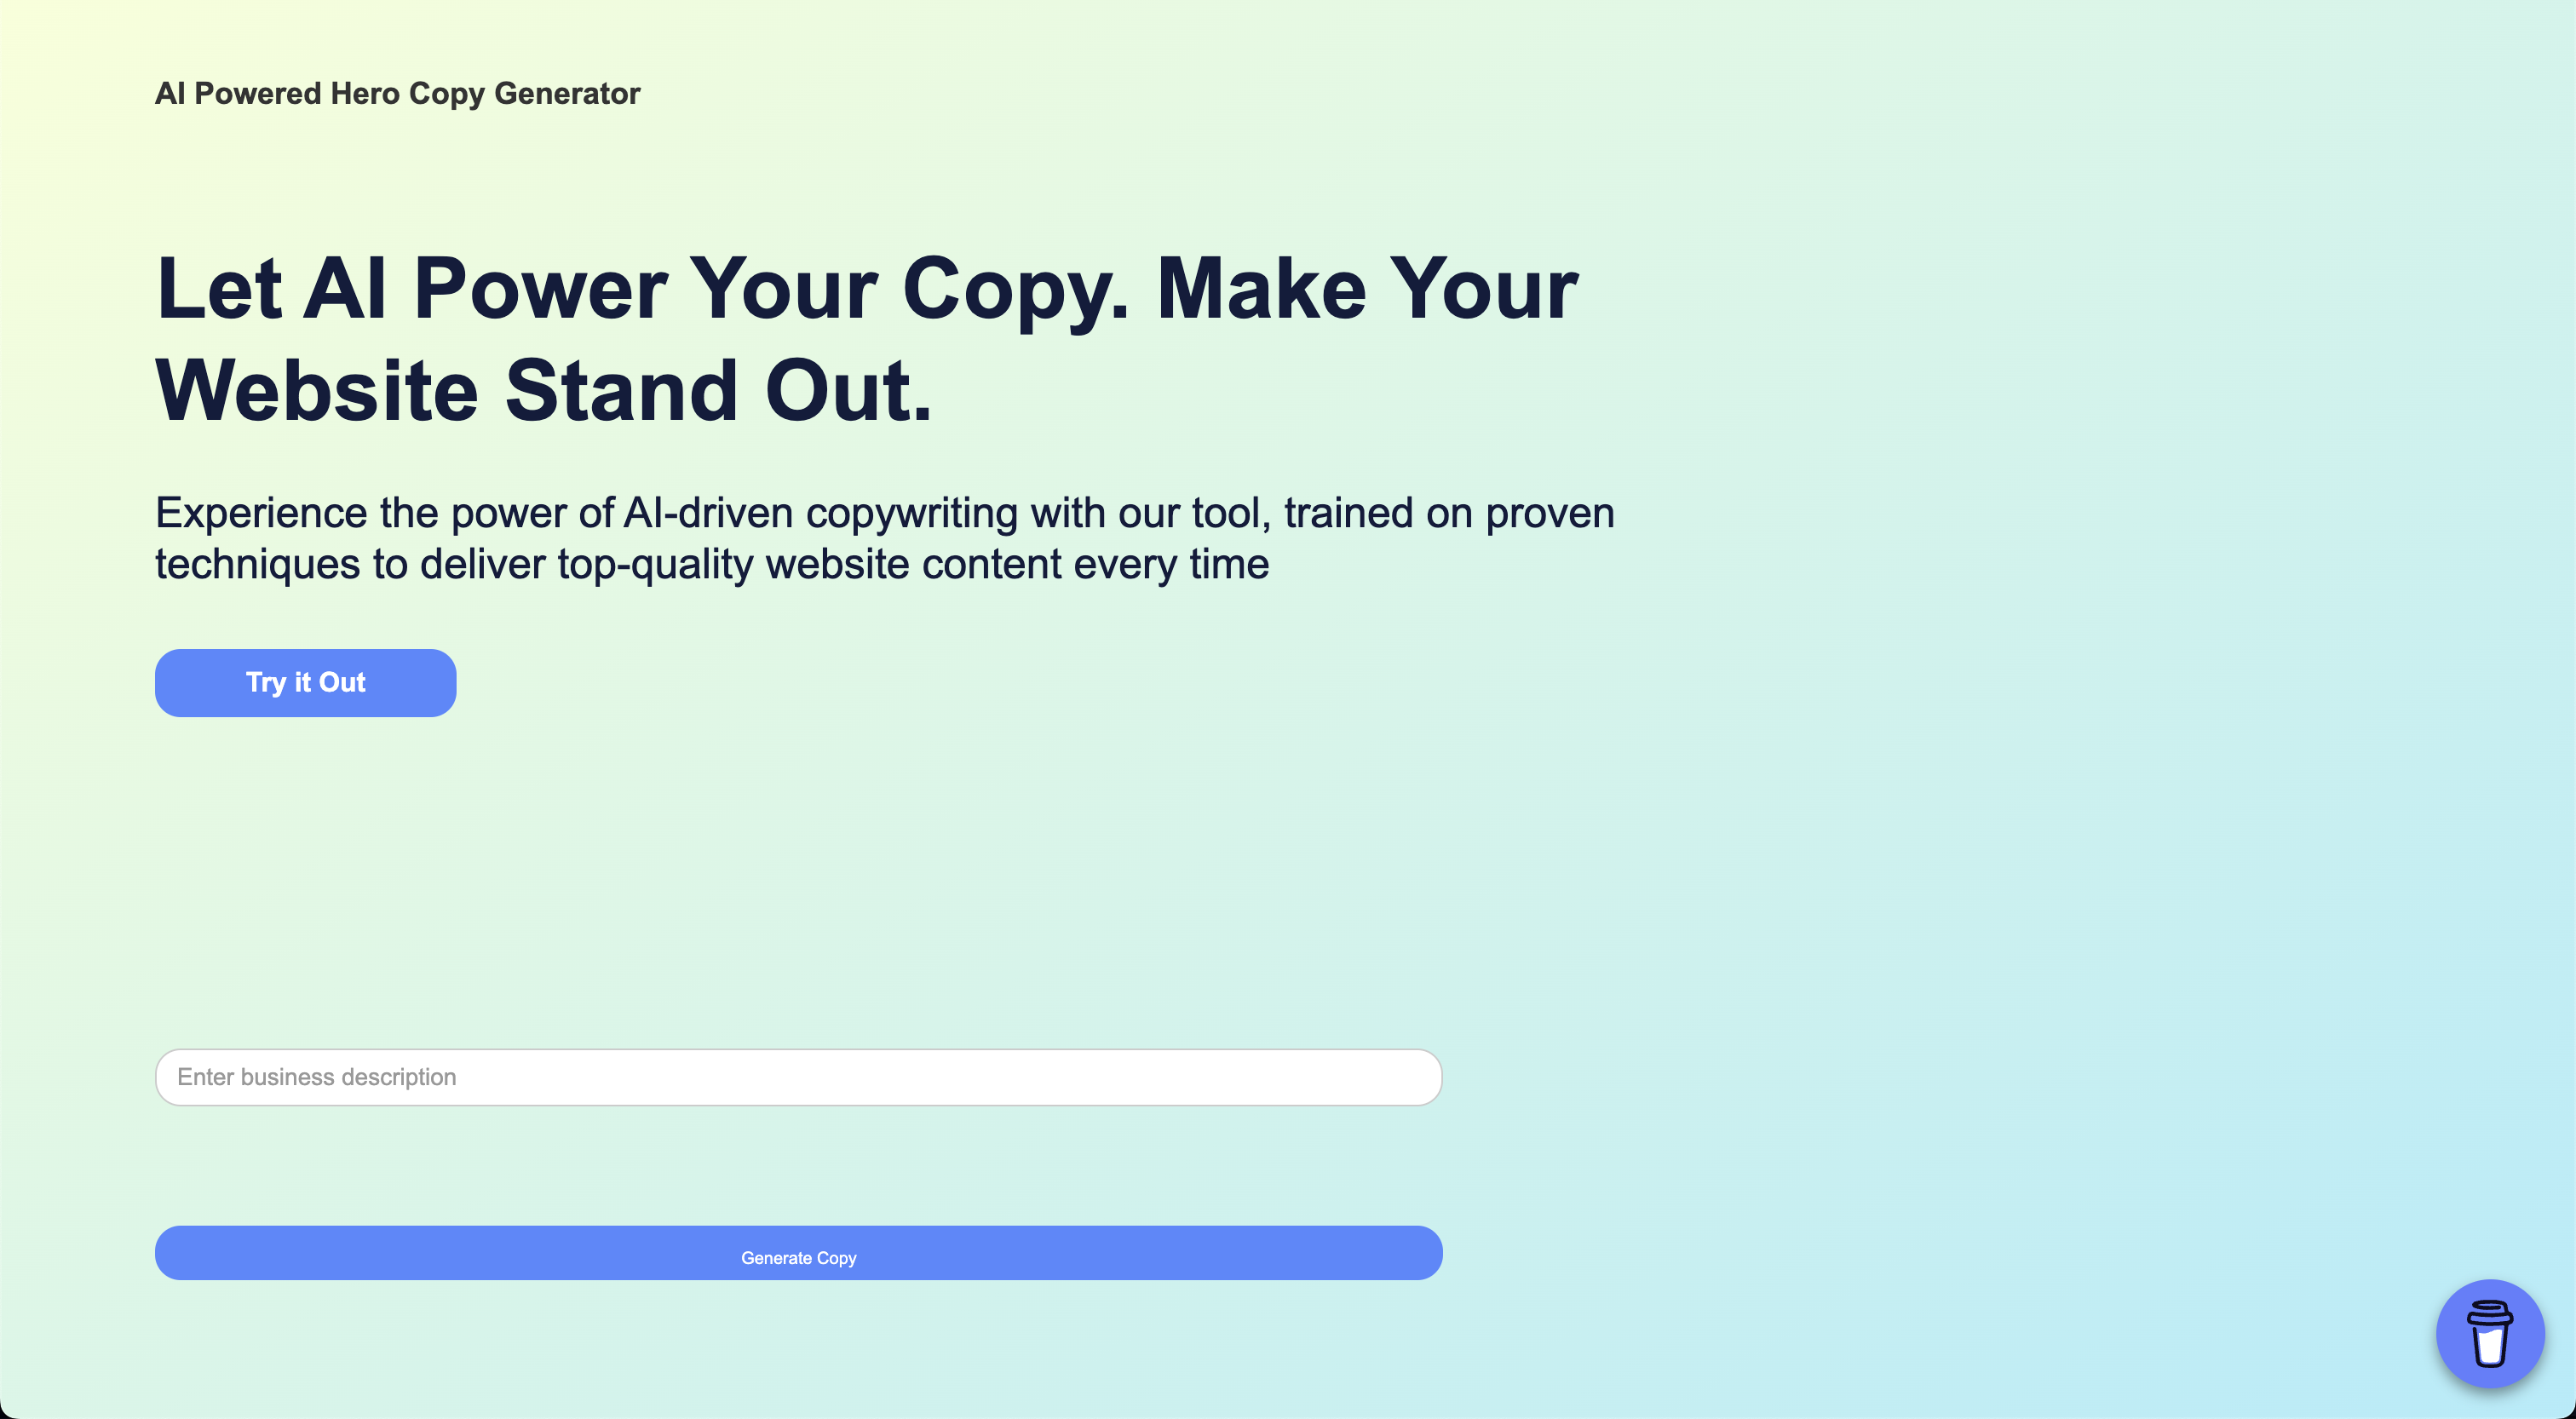 AI Powered Hero Copy Generator
Let AI Power Your Copy. Make Your
Website Stand Out.
Experience the power of AI-driven copywriting with our tool, trained on proven
techniques to deliver top-quality website content every time
Try it Out
Enter business description
Generate Copy